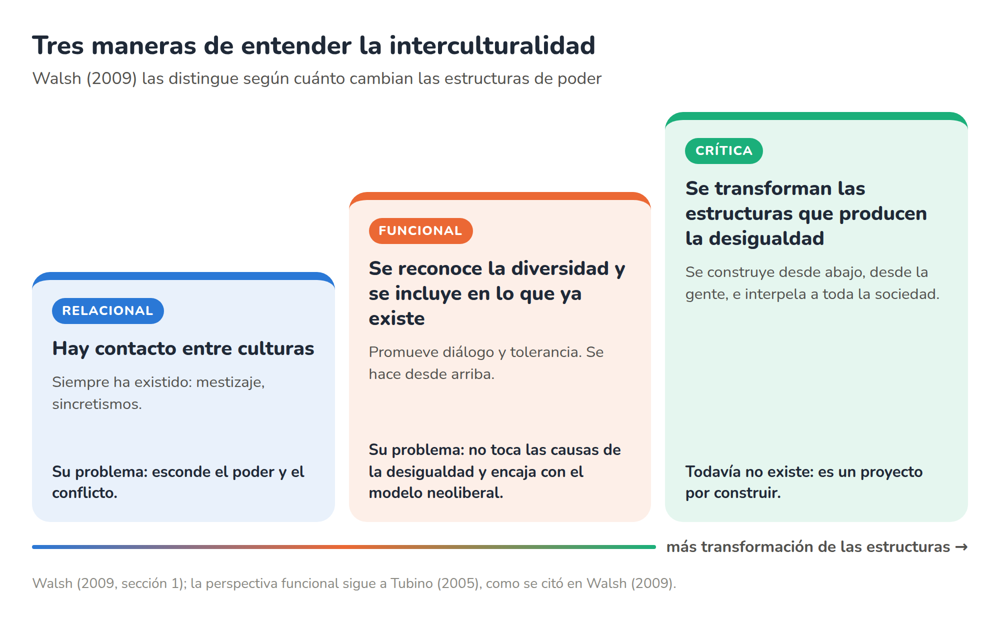 Tres maneras de entender la interculturalidad
Walsh (2009) las distingue según cuánto cambian las estructuras de poder
RELACIONAL
Hay contacto entre culturas
Siempre ha existido: mestizaje,
sincretismos.
Su problema: esconde el poder y el
conflicto.
FUNCIONAL
Se reconoce la diversidad y
se incluye en lo que ya
existe
Promueve diálogo y tolerancia. Se
hace desde arriba.
Su problema: no toca las causas de
la desigualdad y encaja con el
modelo neoliberal.
CRÍTICA
Se transforman las
estructuras que producen
la desigualdad
Se construye desde abajo, desde la
gente, e interpela a toda la sociedad.
Todavía no existe: es un proyecto
por construir.
más transformación de las estructuras →
Walsh (2009, sección 1); la perspectiva funcional sigue a Tubino (2005), como se citó en Walsh (2009).